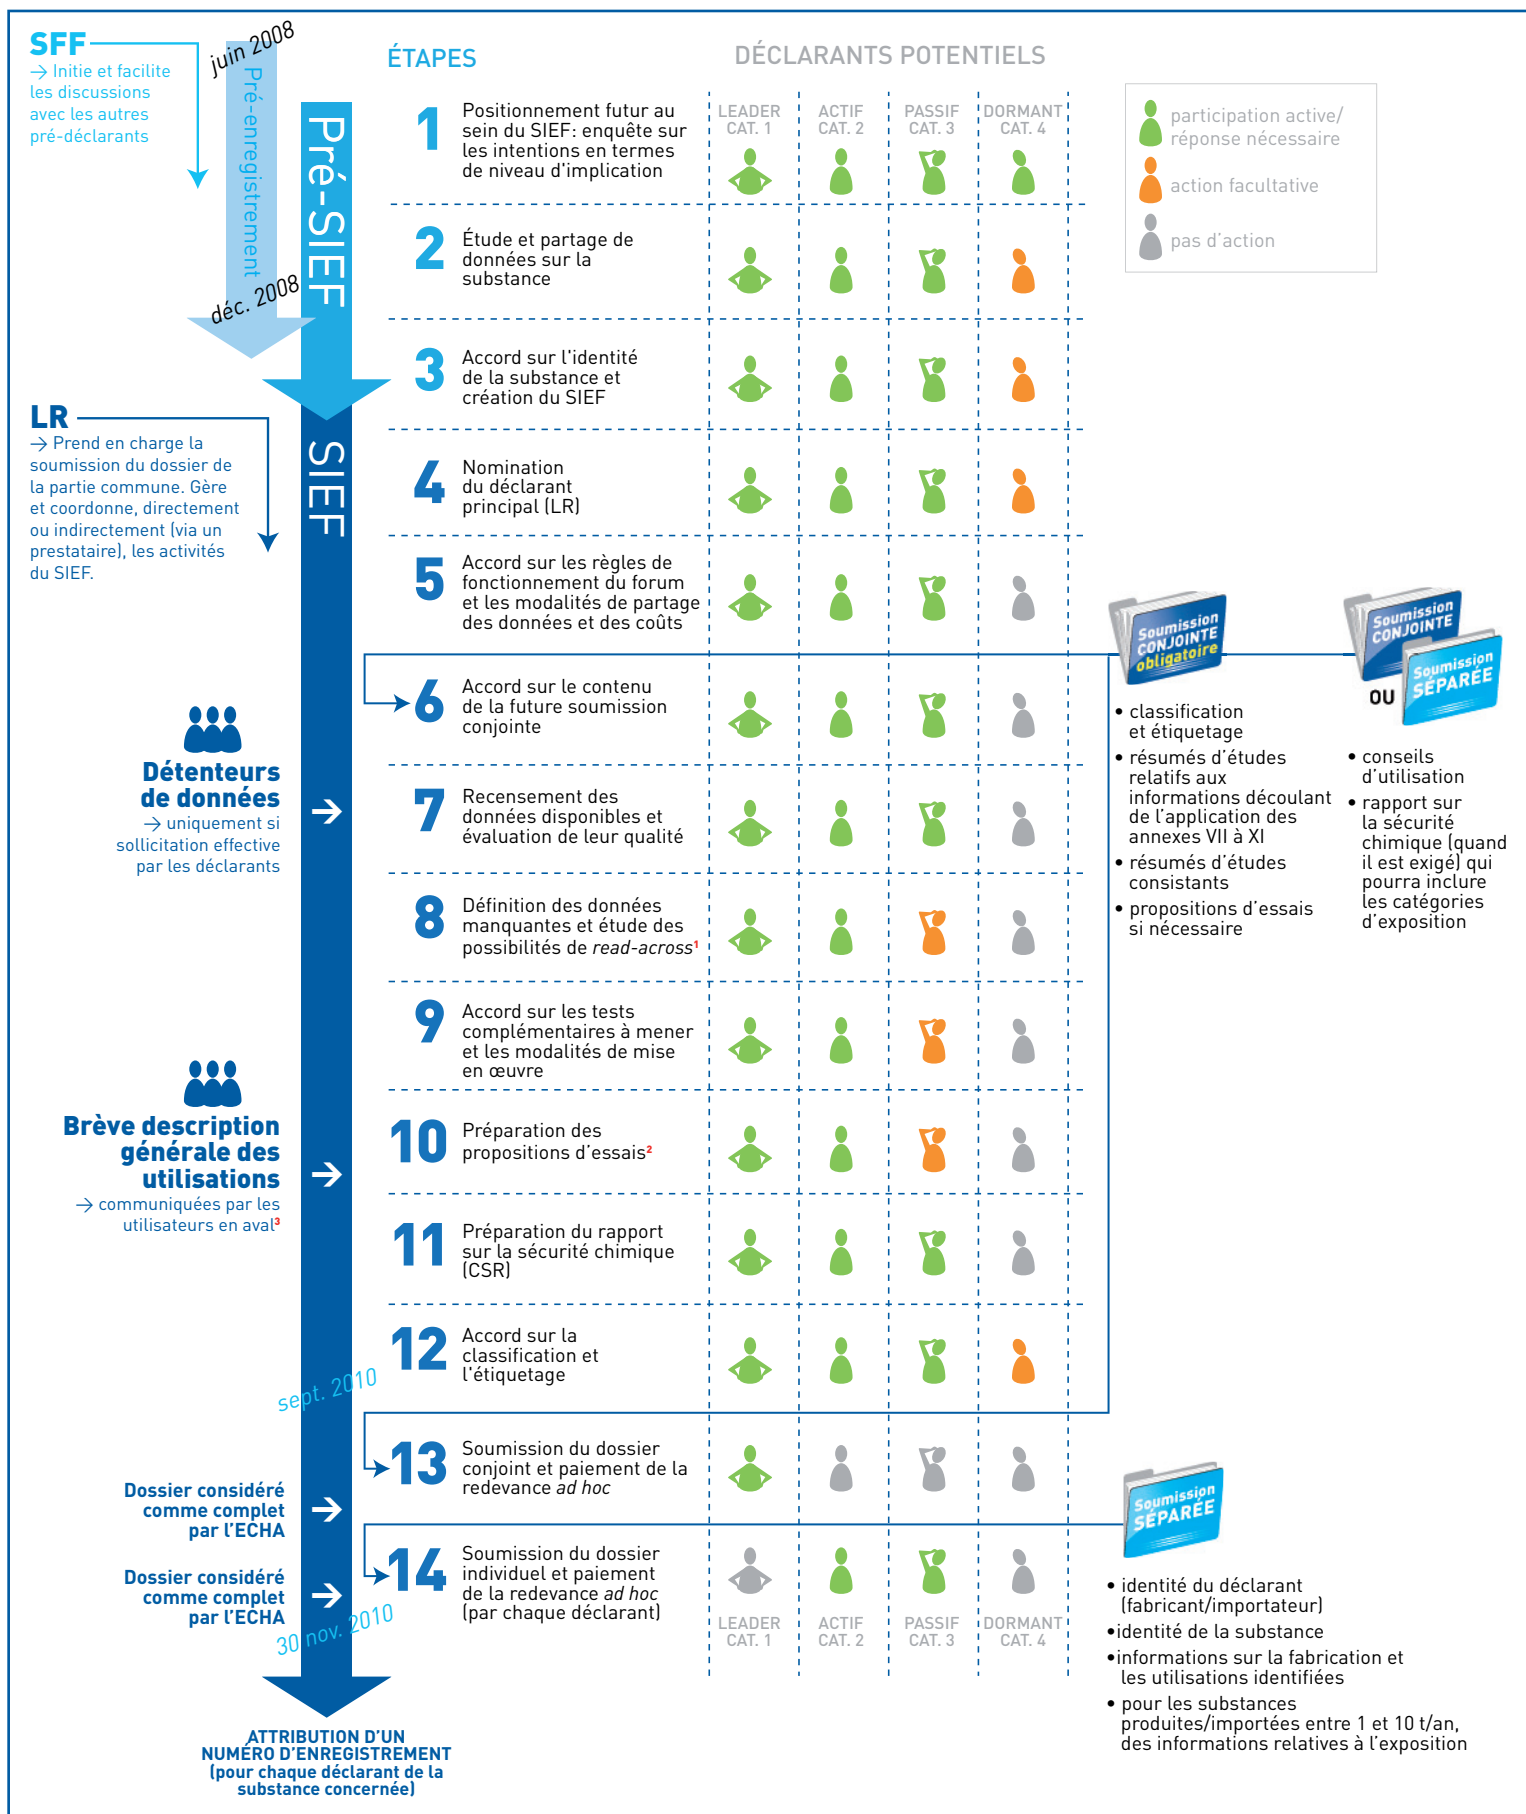 SFF
→ Initie et facilite
les discussions
avec les autres
pré-déclarants
juin 2008
Pré-enregistrement
déc. 2008
Pré-SIEF
SIEF
LR
→ Prend en charge la
soumission du dossier de
la partie commune. Gère
et coordonne, directement
ou indirectement (via un
prestataire), les activités
du SIEF.
Détenteurs
de données
→ uniquement si
sollicitation effective
par les déclarants
Brève description
générale des
utilisations
→ communiquées par les
utilisateurs en aval³
sept. 2010
Dossier considéré
comme complet
par l'ECHA
Dossier considéré
comme complet
par l'ECHA
30 nov. 2010
ATTRIBUTION D'UN
NUMÉRO D'ENREGISTREMENT
(pour chaque déclarant de la
substance concernée)
ÉTAPES
DÉCLARANTS POTENTIELS
LEADER
CAT. 1
ACTIF
CAT. 2
PASSIF
CAT. 3
DORMANT
CAT. 4
participation active/
réponse nécessaire
action facultative
pas d'action
1
Positionnement futur au
sein du SIEF: enquête sur
les intentions en termes
de niveau d'implication
2
Étude et partage de
données sur la
substance
3
Accord sur l'identité
de la substance et
création du SIEF
4
Nomination
du déclarant
principal (LR)
5
Accord sur les règles de
fonctionnement du forum
et les modalités de partage
des données et des coûts
6
Accord sur le contenu
de la future soumission
conjointe
7
Recensement des
données disponibles et
évaluation de leur qualité
8
Définition des données
manquantes et étude des
possibilités de read-across¹
9
Accord sur les tests
complémentaires à mener
et les modalités de mise
en œuvre
10
Préparation des
propositions d'essais²
11
Préparation du rapport
sur la sécurité chimique
(CSR)
12
Accord sur la
classification et
l'étiquetage
13
Soumission du dossier
conjoint et paiement de la
redevance ad hoc
14
Soumission du dossier
individuel et paiement
de la redevance ad hoc
(par chaque déclarant)
LEADER
CAT. 1
ACTIF
CAT. 2
PASSIF
CAT. 3
DORMANT
CAT. 4
Soumission
CONJOINTE
obligatoire
• classification
et étiquetage
• résumés d'études
relatifs aux
informations découlant
de l'application des
annexes VII à XI
• résumés d'études
consistants
• propositions d'essais
si nécessaire
Soumission
CONJOINTE
OU
Soumission
SÉPARÉE
• conseils
d'utilisation
• rapport sur
la sécurité
chimique (quand
il est exigé) qui
pourra inclure
les catégories
d'exposition
Soumission
SÉPARÉE
• identité du déclarant
(fabricant/importateur)
•identité de la substance
•informations sur la fabrication et
les utilisations identifiées
• pour les substances
produites/importées entre 1 et 10 t/an,
des informations relatives à l'exposition